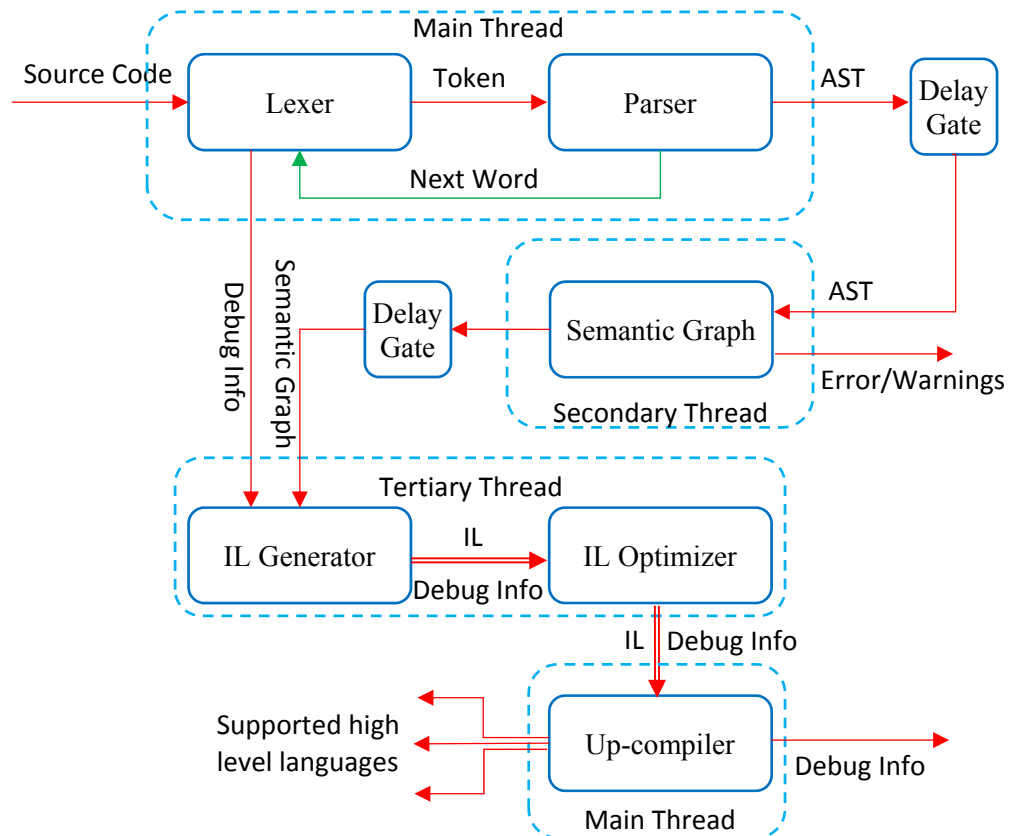 Main Thread
Source Code
Lexer
Token
Parser
AST
Delay
Gate
Next Word
Debug Info
Semantic Graph
Delay
Gate
Semantic Graph
AST
Error/Warnings
Secondary Thread
Tertiary Thread
IL Generator
IL
Debug Info
IL Optimizer
IL
Debug Info
Supported high
level languages
Up-compiler
Debug Info
Main Thread